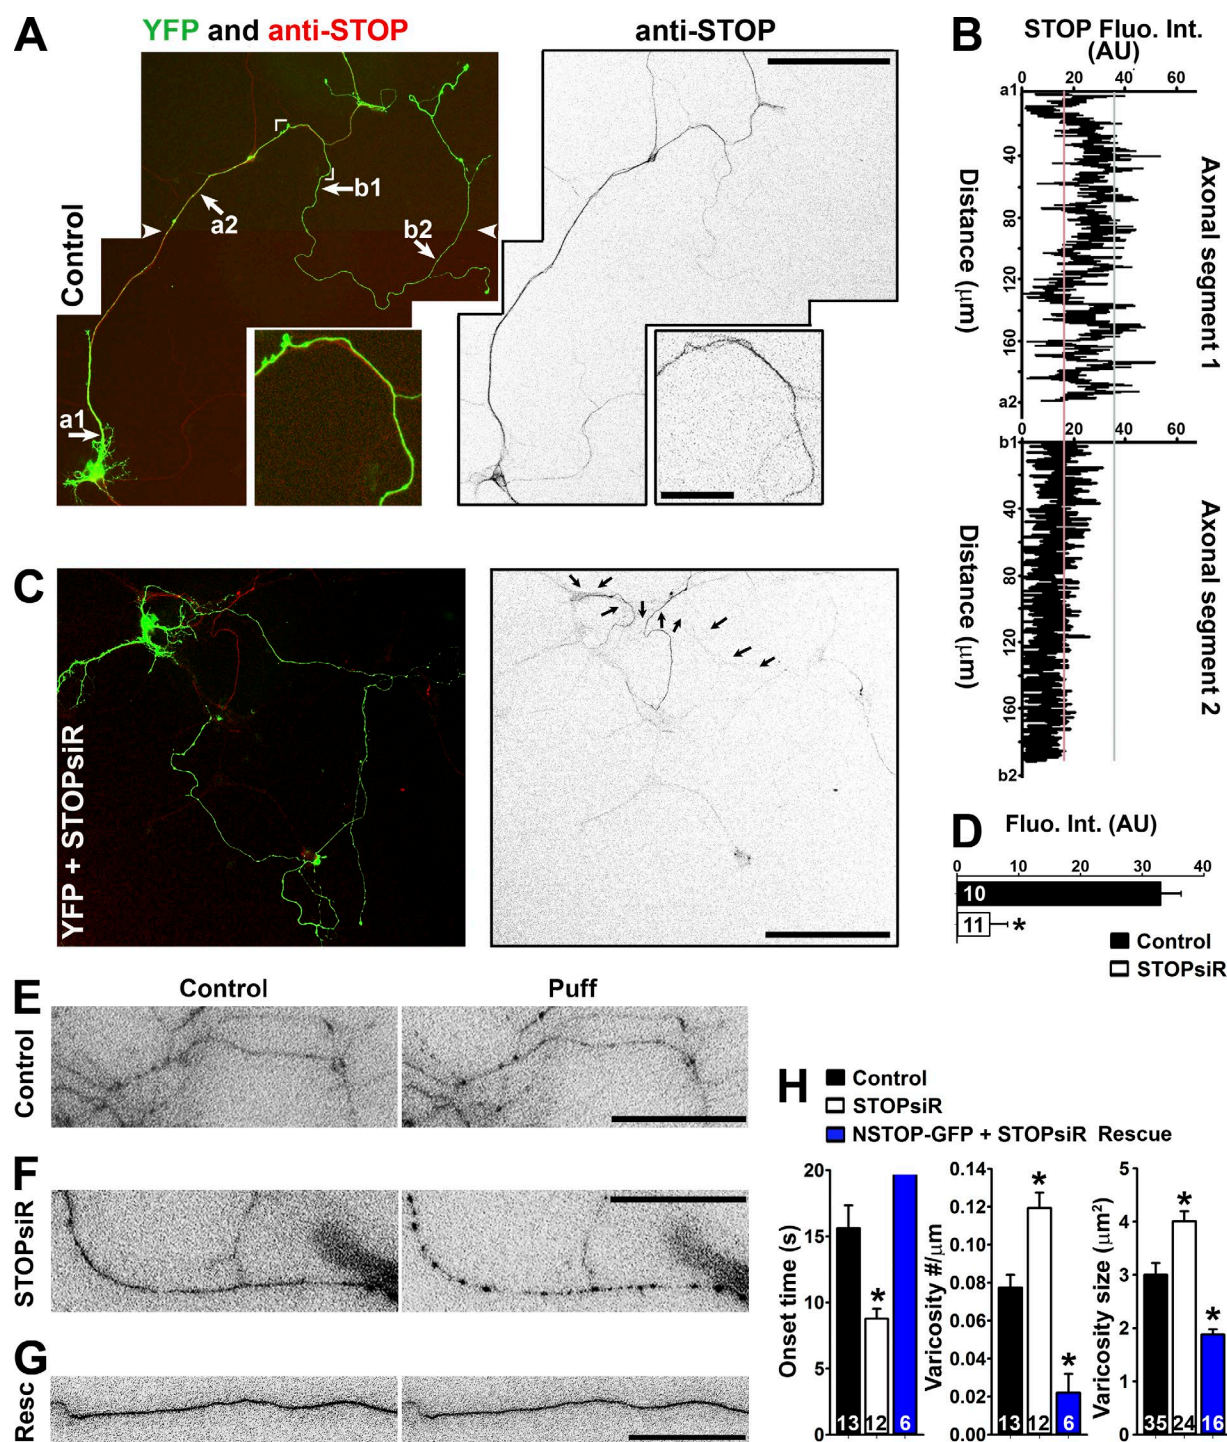 A
YFP and anti-STOP
anti-STOP
Control
a1
a2
b1
b2
B
STOP Fluo. Int.
(AU)
0 20 40 60
a1
40
80
120
160
a2
Distance (μm)
Axonal segment 1
0 20 40 60
b1
40
80
120
160
b2
Distance (μm)
Axonal segment 2
C
YFP + STOPsiR
D
Fluo. Int. (AU)
0 10 20 30 40
10
11 *
Control
STOPsiR
E
Control
Puff
Control
F
STOPsiR
G
Resc
H
Control
STOPsiR
NSTOP-GFP + STOPsiR Rescue
Onset time (s)
20
15
10
5
0
*
13 12 6
Varicosity #/μm
0.14
0.12
0.10
0.08
0.06
0.04
0.02
0.00
*
*
13 12 6
Varicosity size (μm²)
5
4
3
2
1
0
*
*
35 24 16